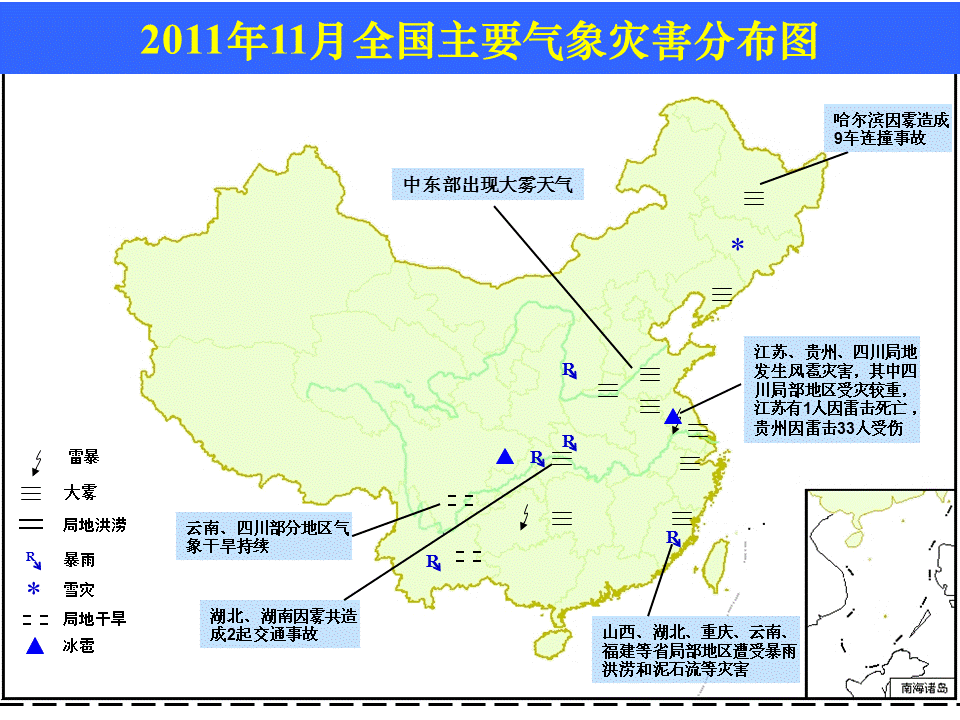 2011年11月全国主要气象灾害分布图
哈尔滨因雾造成
9车连撞事故
中东部出现大雾天气
江苏、贵州、四川局地
发生风雹灾害，其中四
川局部地区受灾较重，
江苏有1人因雷击死亡，
贵州因雷击33人受伤
云南、四川部分地区气
象干旱持续
湖北、湖南因雾共造
成2起交通事故
山西、湖北、重庆、云南、
福建等省局部地区遭受暴雨
洪涝和泥石流等灾害
雷暴
大雾
局地洪涝
R 暴雨
雪灾
局地干旱
冰雹
R
R
R
R
R
南海诸岛